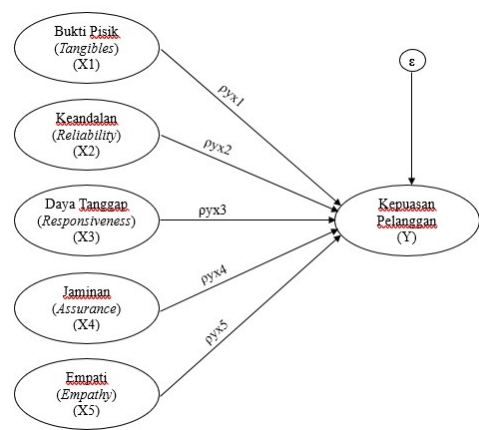 Bukti Pisik
(Tangibles)
(X1)
ε
ρyx1
Keandalan
(Reliability)
(X2)
ρyx2
Daya Tanggap
(Responsiveness)
(X3)
ρyx3
Kepuasan
Pelanggan
(Y)
Jaminan
(Assurance)
(X4)
ρyx4
Empati
(Empathy)
(X5)
ρyx5